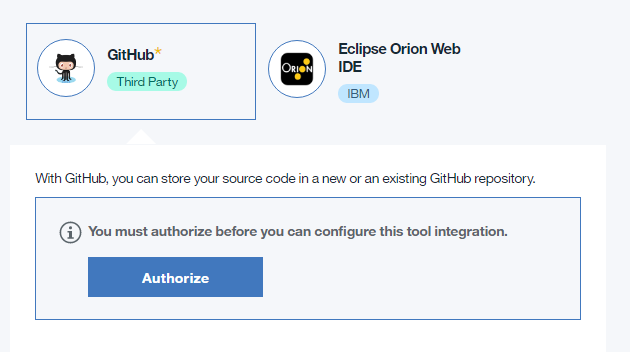 GitHub*
Third Party
Eclipse Orion Web
IDE
ORION
IBM
With GitHub, you can store your source code in a new or an existing GitHub repository.
You must authorize before you can configure this tool integration.
Authorize